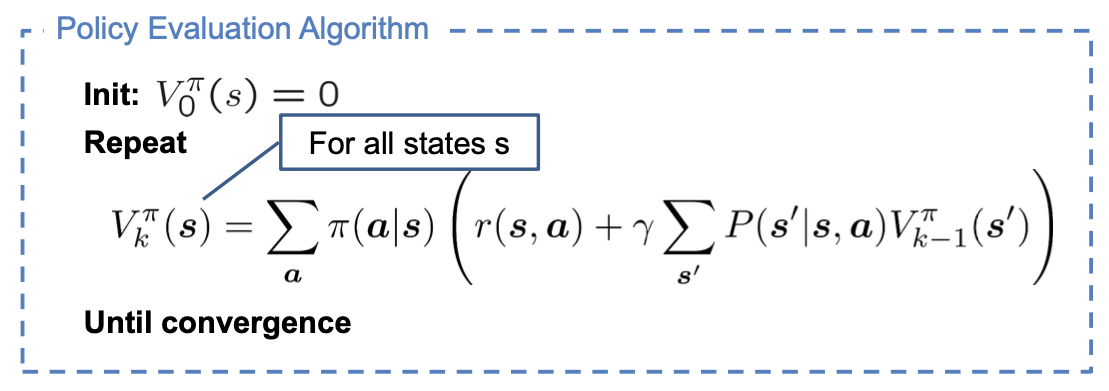 Policy Evaluation Algorithm
Init: $V_0^{\pi}(s) = 0$
Repeat
For all states s
$V_k^{\pi}(\boldsymbol{s}) = \sum_{\boldsymbol{a}} \pi(\boldsymbol{a}|\boldsymbol{s}) \left( r(\boldsymbol{s}, \boldsymbol{a}) + \gamma \sum_{\boldsymbol{s}'} P(\boldsymbol{s}'|\boldsymbol{s}, \boldsymbol{a}) V_{k-1}^{\pi}(\boldsymbol{s}') \right)$
Until convergence